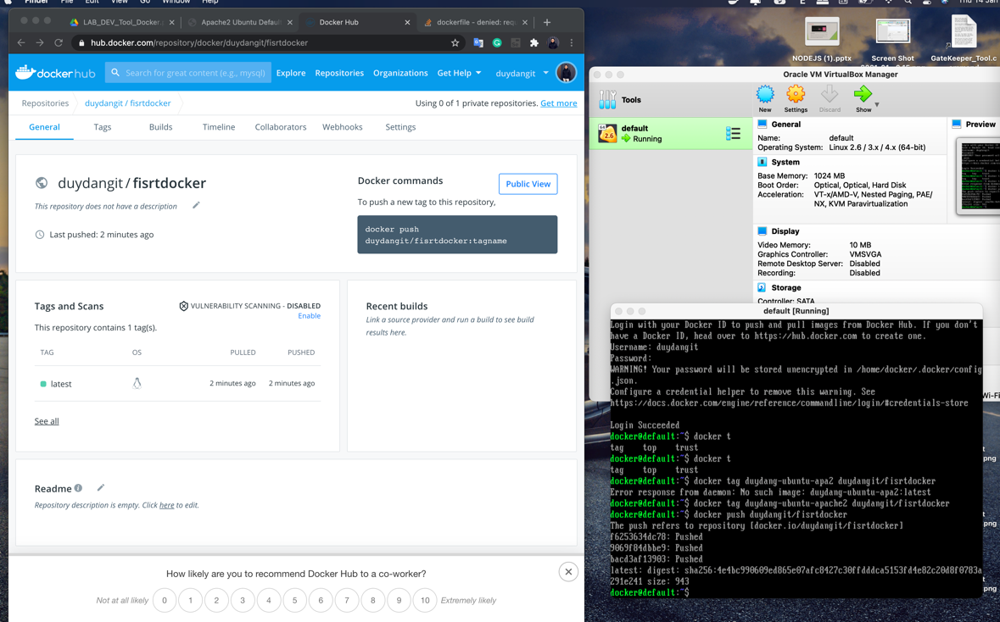 Finder File Edit View Go Window Help
LAB_DEV_Tool_Docker.
Apache2 Ubuntu Defaul
Docker Hub
dockerfile - denied: requ
hub.docker.com/repository/docker/duydangit/fisrtdocker
dockerhub
Search for great content (e.g., mysql)
Explore
Repositories
Organizations
Get Help
duydangit
Repositories
duydangit / fisrtdocker
Using 0 of 1 private repositories. Get more
General
Tags
Builds
Timeline
Collaborators
Webhooks
Settings
duydangit / fisrtdocker
This repository does not have a description
Last pushed: 2 minutes ago
Docker commands
Public View
To push a new tag to this repository,
docker push
duydangit/fisrtdocker:tagname
Tags and Scans
VULNERABILITY SCANNING - DISABLED
Enable
This repository contains 1 tag(s).
TAG OS PULLED PUSHED
latest 2 minutes ago 2 minutes ago
See all
Recent builds
Link a source provider and run a build to see build
results here.
Readme
Repository description is empty. Click here to edit.
How likely are you to recommend Docker Hub to a co-worker?
Not at all likely 0 1 2 3 4 5 6 7 8 9 10 Extremely likely
NODEJS (1).pptx
Screen Shot
GateKeeper_Tool.c
Oracle VM VirtualBox Manager
Tools
New
Settings
Discard
Show
64
2.6
default
Running
General
Name: default
Operating System: Linux 2.6 / 3.x / 4.x (64-bit)
System
Base Memory: 1024 MB
Boot Order: Optical, Optical, Hard Disk
Acceleration: VT-x/AMD-V, Nested Paging, PAE/
NX, KVM Paravirtualization
Display
Video Memory: 10 MB
Graphics Controller: VMSVGA
Remote Desktop Server: Disabled
Recording: Disabled
Storage
Controller: SATA
Preview
default [Running]
Login with your Docker ID to push and pull images from Docker Hub. If you don't
have a Docker ID, head over to https://hub.docker.com to create one.
Username: duydangit
Password:
WARNING! Your password will be stored unencrypted in /home/docker/.docker/config
.json.
Configure a credential helper to remove this warning. See
https://docs.docker.com/engine/reference/commandline/login/#credentials-store
Login Succeeded
docker@default:~$ docker t
tag top trust
docker@default:~$ docker t
tag top trust
docker@default:~$ docker tag duydang-ubuntu-apa2 duydangit/fisrtdocker
Error response from daemon: No such image: duydang-ubuntu-apa2:latest
docker@default:~$ docker tag duydang-ubuntu-apache2 duydangit/fisrtdocker
docker@default:~$ docker push duydangit/fisrtdocker
The push refers to repository [docker.io/duydangit/fisrtdocker]
f6253634dc78: Pushed
9069f84dbbe9: Pushed
bacd3af13903: Pushed
latest: digest: sha256:4e4bc990609ed865e07afc8427c30ffdddca5153fd4e82c20d8f0783a
291e241 size: 943
docker@default:~$
Wi-Fi
png
png
png